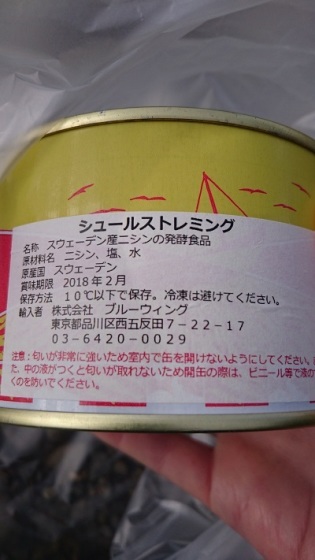 シュールストレミング
名称 スウェーデン産ニシンの発酵食品
原材料名 ニシン、塩、水
原産国 スウェーデン
賞味期限 2018年2月
保存方法 10℃以下で保存。冷凍は避けてください。
輸入者 株式会社 ブルーウィング
東京都品川区西五反田7-22-17
03-6420-0029
注意:匂いが非常に強いため室内で缶を開けないようにしてください。
た、中の液がつくと匂いが取れないため開缶の際は、ビニール等で液の
くのを防いでください。